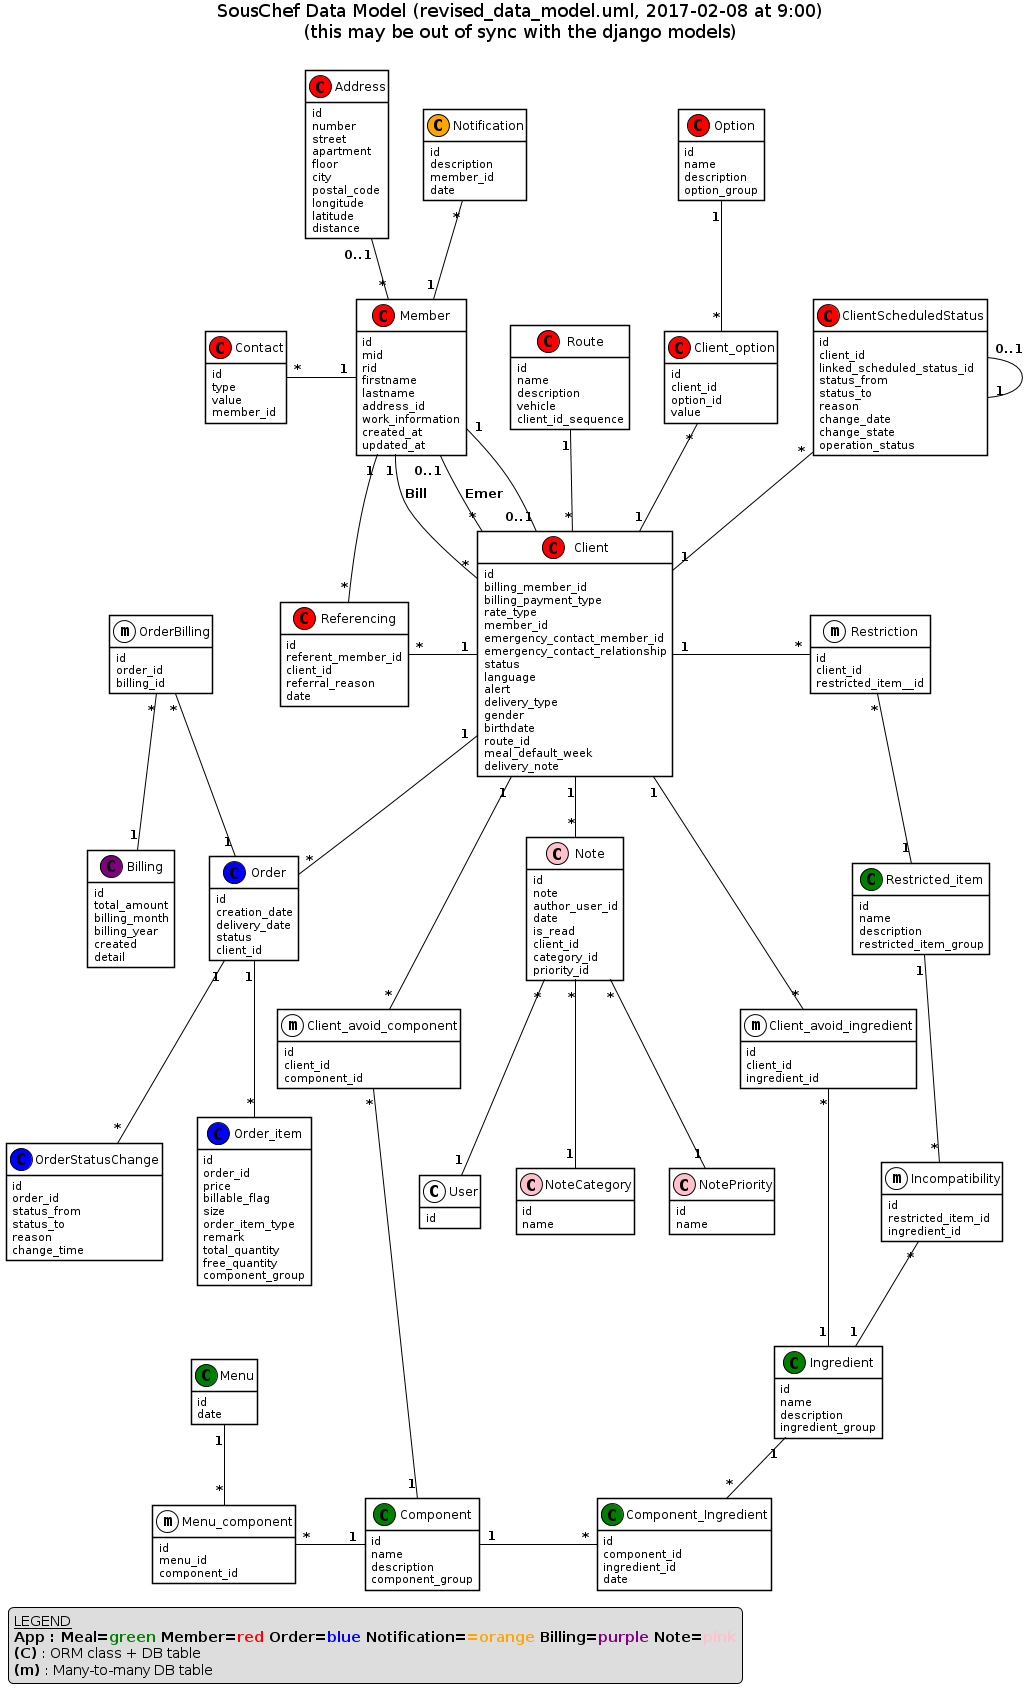 SousChef Data Model (revised_data_model.uml, 2017-02-08 at 9:00)
(this may be out of sync with the django models)
C Address
id
number
street
apartment
floor
city
postal_code
longitude
latitude
distance
C Notification
id
description
member_id
date
C Option
id
name
description
option_group
0..1
*
*
1
1
*
C Member
id
mid
rid
firstname
lastname
address_id
work_information
created_at
updated_at
C Contact
id
type
value
member_id
* 1
C Route
id
name
description
vehicle
client_id_sequence
C Client_option
id
client_id
option_id
value
C ClientScheduledStatus
id
client_id
linked_scheduled_status_id
status_from
status_to
reason
change_date
change_state
operation_status
0..1
1
1
*
1
*
Bill
0..1
*
Emer
1
0..1
1
*
*
1
*
1
C Client
id
billing_member_id
billing_payment_type
rate_type
member_id
emergency_contact_member_id
emergency_contact_relationship
status
language
alert
delivery_type
gender
birthdate
route_id
meal_default_week
delivery_note
C Referencing
id
referent_member_id
client_id
referral_reason
date
* 1
m OrderBilling
id
order_id
billing_id
m Restriction
id
client_id
restricted_item__id
1 *
*
1
*
1
1
*
1
*
1
*
1
*
*
1
C Billing
id
total_amount
billing_month
billing_year
created
detail
C Order
id
creation_date
delivery_date
status
client_id
C Note
id
note
author_user_id
date
is_read
client_id
category_id
priority_id
C Restricted_item
id
name
description
restricted_item_group
1
*
1
*
*
1
*
1
*
1
1
*
m Client_avoid_component
id
client_id
component_id
m Client_avoid_ingredient
id
client_id
ingredient_id
*
1
*
1
C OrderStatusChange
id
order_id
status_from
status_to
reason
change_time
C Order_item
id
order_id
price
billable_flag
size
order_item_type
remark
total_quantity
free_quantity
component_group
C User
id
C NoteCategory
id
name
C NotePriority
id
name
m Incompatibility
id
restricted_item_id
ingredient_id
*
1
C Menu
id
date
C Ingredient
id
name
description
ingredient_group
1
*
1
*
m Menu_component
id
menu_id
component_id
* 1
C Component
id
name
description
component_group
1 *
C Component_Ingredient
id
component_id
ingredient_id
date
LEGEND
App : Meal=green Member=red Order=blue Notification==orange Billing=purple Note=pink
(C) : ORM class + DB table
(m) : Many-to-many DB table